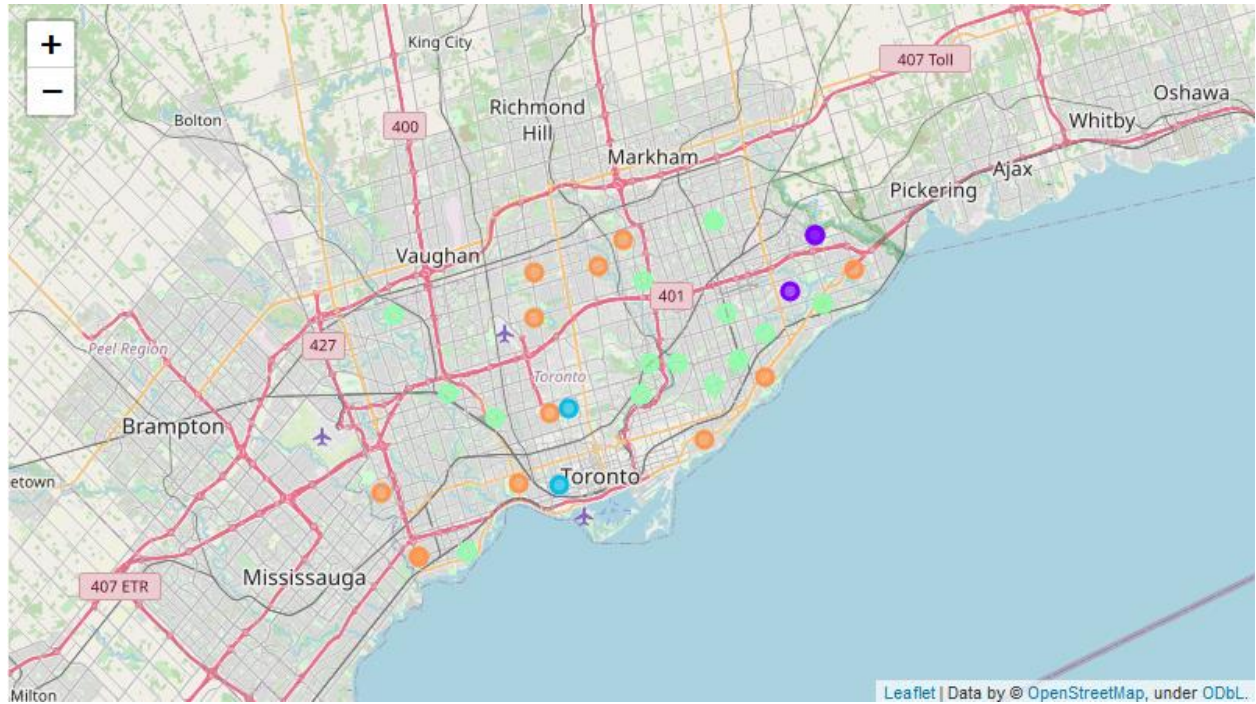 +
−
King City
407 Toll
Oshawa
Bolton
400
Richmond
Hill
Whitby
Markham
Ajax
Pickering
Vaughan
401
Peel Region
427
Toronto
Brampton
etown
Toronto
407 ETR
Mississauga
Milton
Leaflet | Data by © OpenStreetMap, under ODbL.